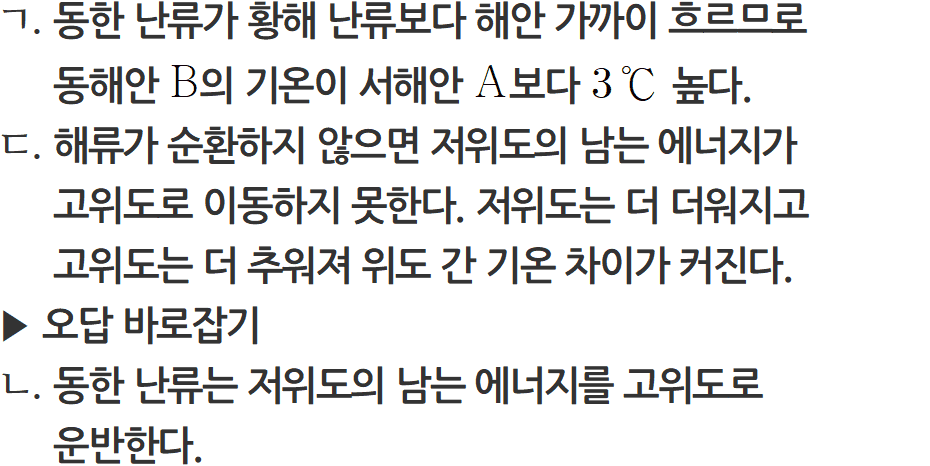 ㄱ. 동한 난류가 황해 난류보다 해안 가까이 흐르므로
동해안 B의 기온이 서해안 A보다 3℃ 높다.
ㄷ. 해류가 순환하지 않으면 저위도의 남는 에너지가
고위도로 이동하지 못한다. 저위도는 더 더워지고
고위도는 더 추워져 위도 간 기온 차이가 커진다.
▶ 오답 바로잡기
ㄴ. 동한 난류는 저위도의 남는 에너지를 고위도로
운반한다.